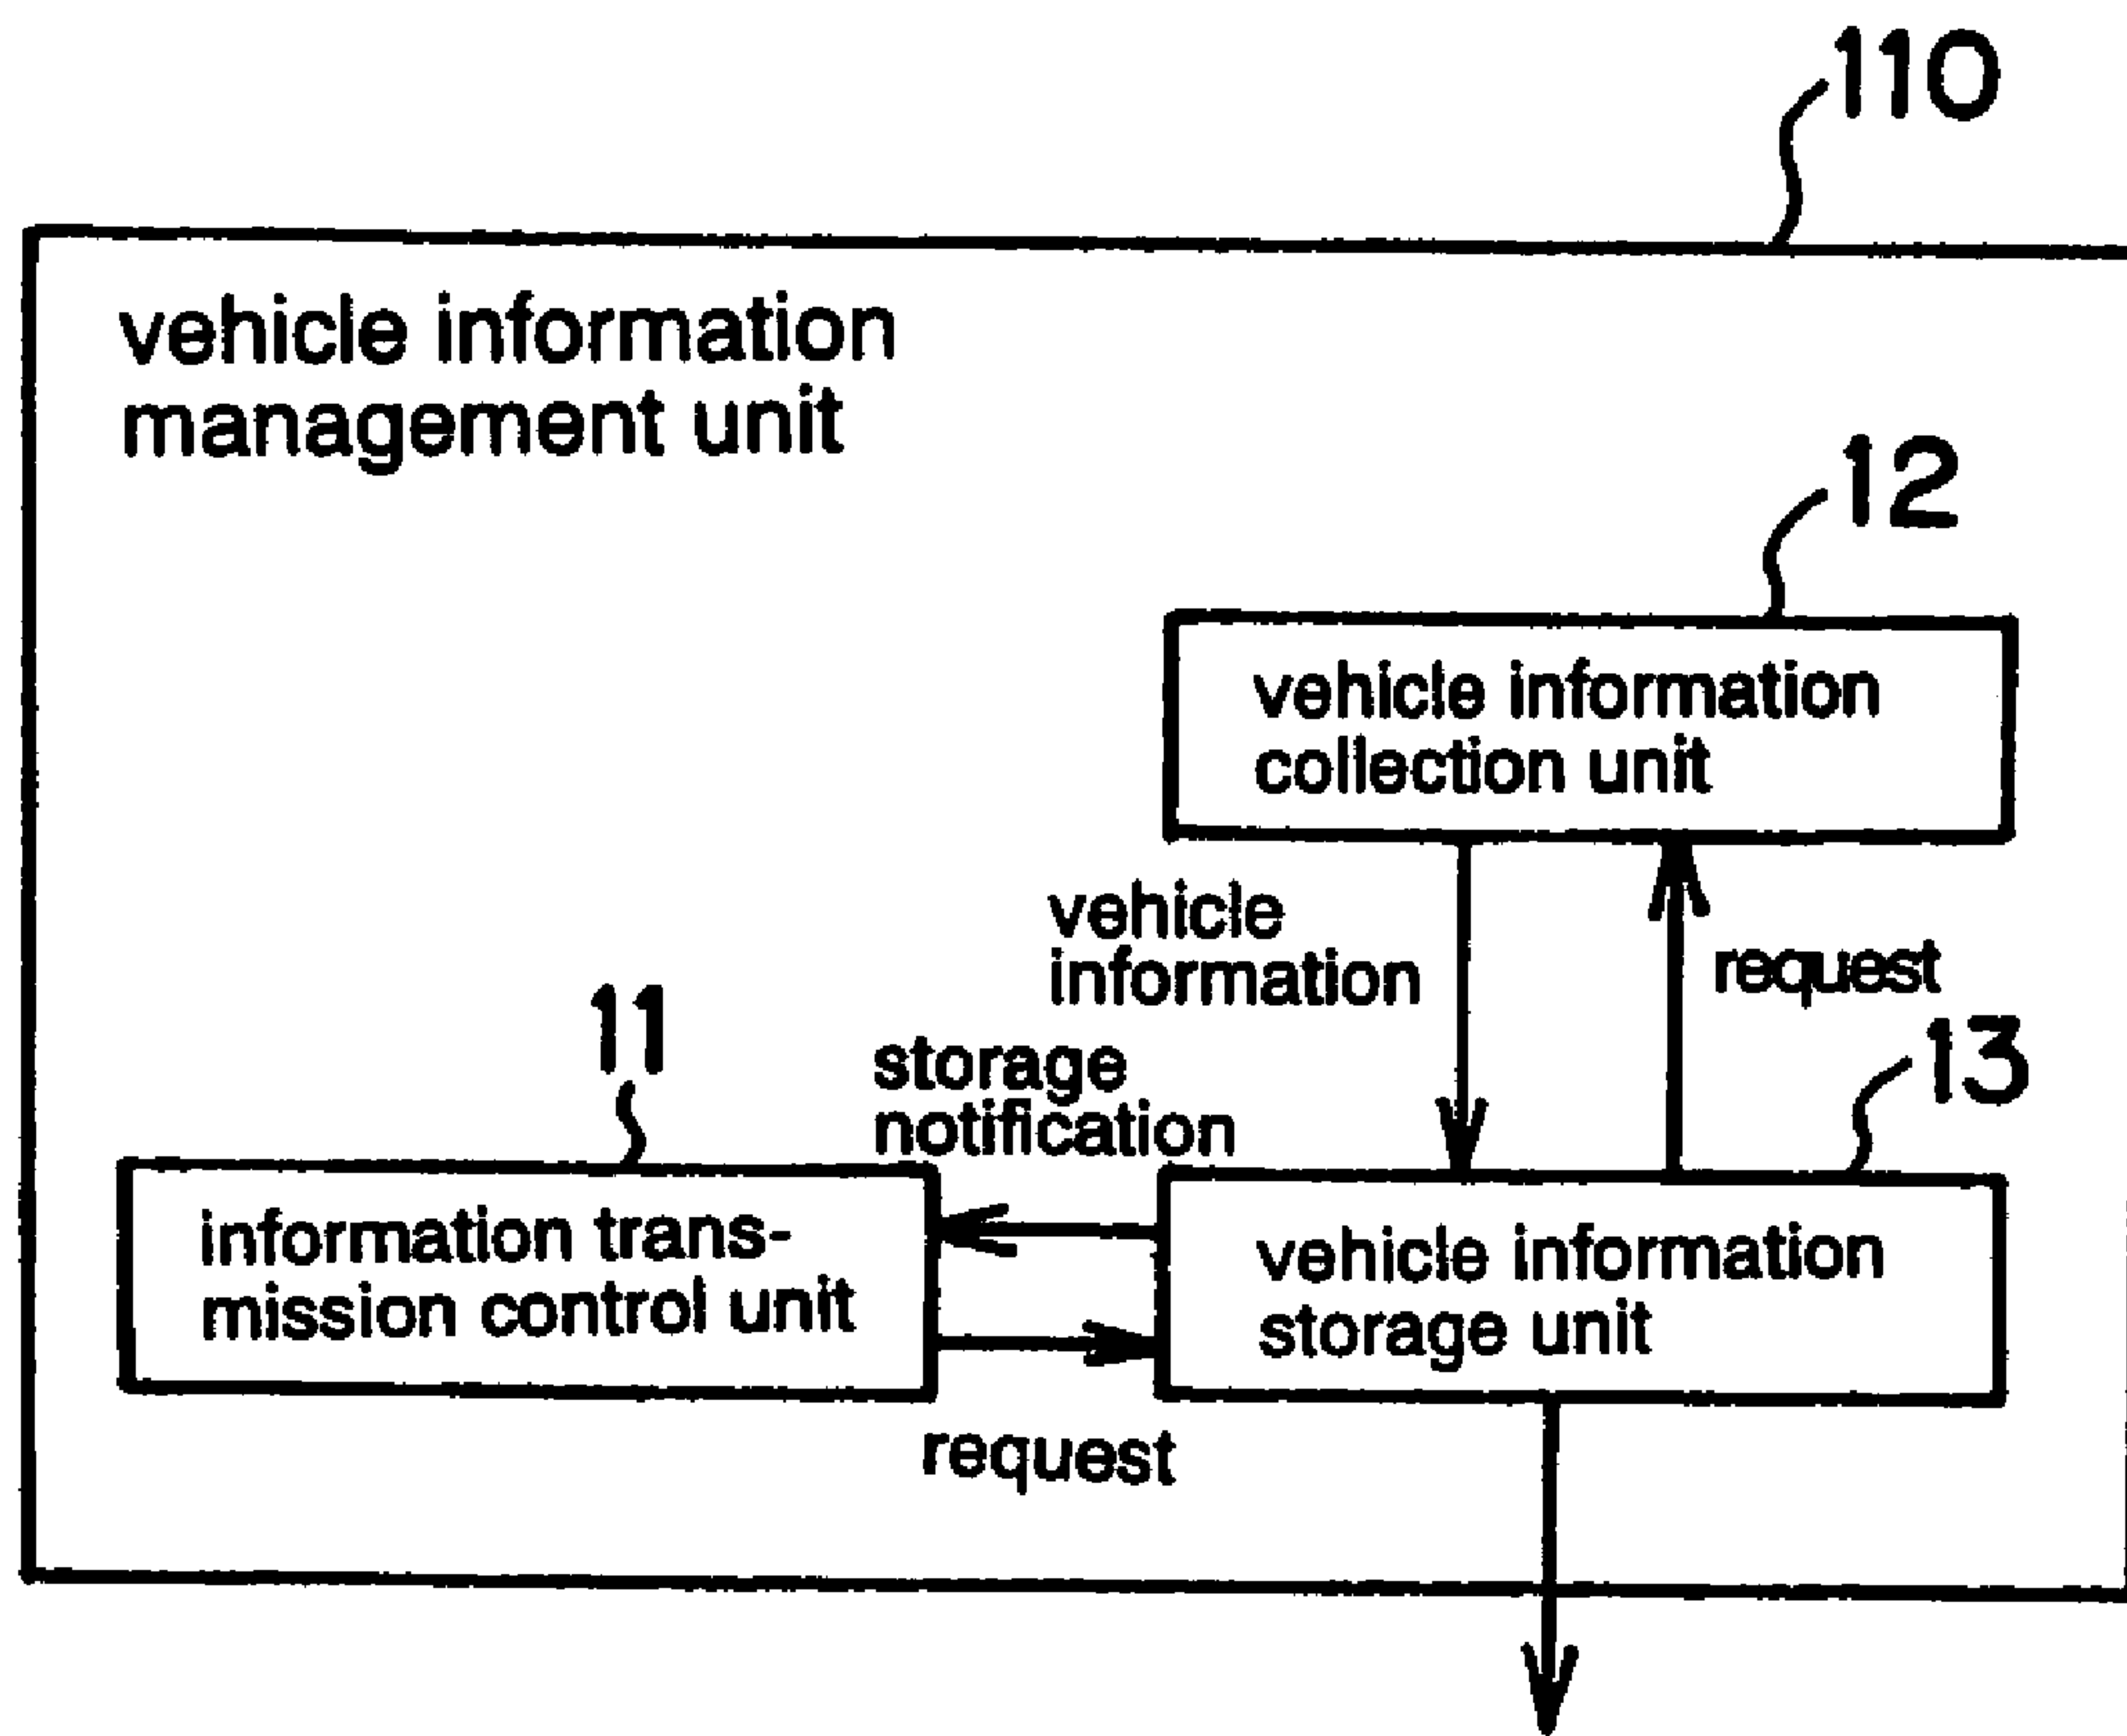 110
vehicle information
management unit
12
vehicle information
collection unit
vehicle
information
request
11
storage
notification
13
information trans-
mission control unit
vehicle information
storage unit
request